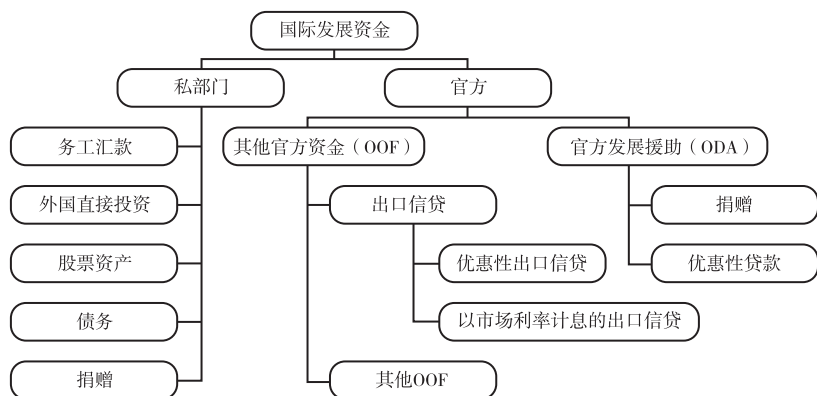 国际发展资金
私部门
官方
务工汇款
其他官方资金（OOF）
官方发展援助（ODA）
外国直接投资
出口信贷
捐赠
股票资产
优惠性出口信贷
优惠性贷款
债务
以市场利率计息的出口信贷
捐赠
其他OOF